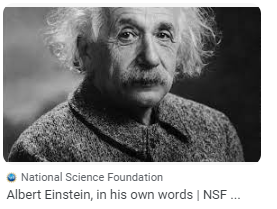 National Science Foundation
Albert Einstein, in his own words | NSF ...